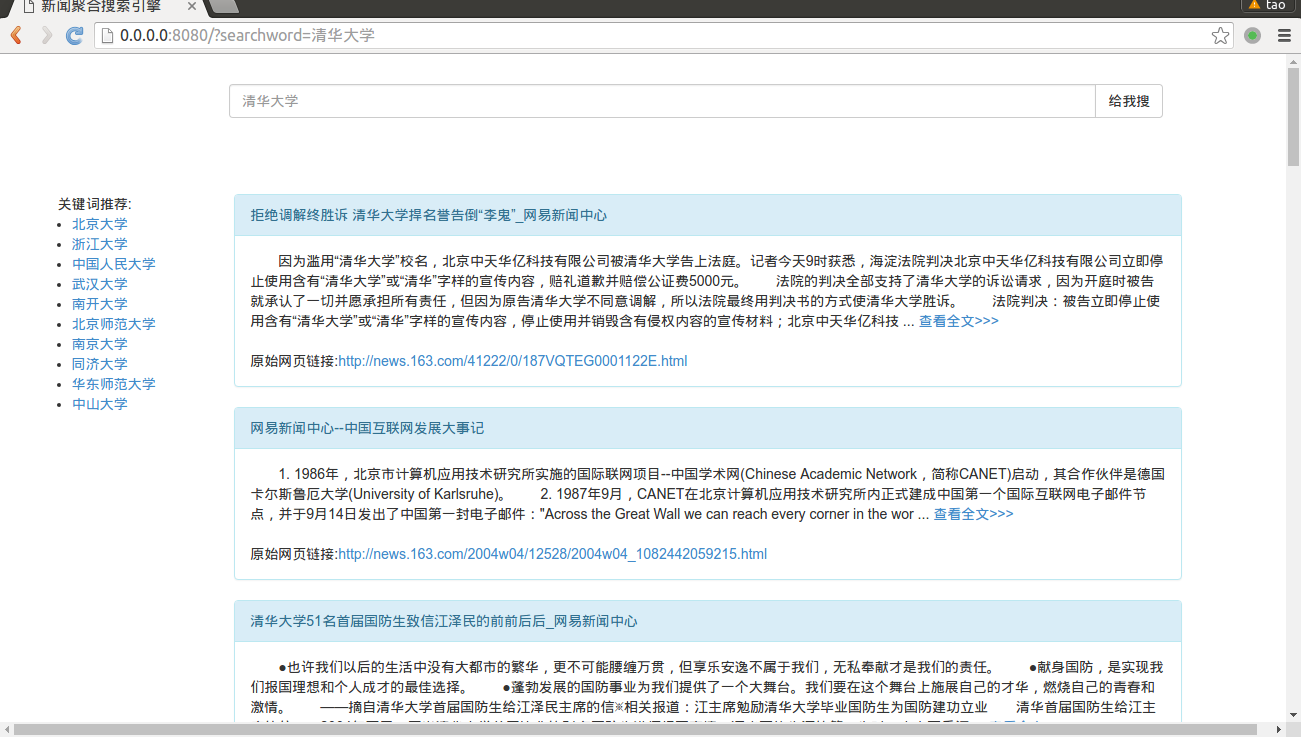 新闻聚合搜索引擎
tao
0.0.0.0:8080/?searchword=清华大学
清华大学
给我搜
关键词推荐:
北京大学
浙江大学
中国人民大学
武汉大学
南开大学
北京师范大学
南京大学
同济大学
华东师范大学
中山大学
拒绝调解终胜诉 清华大学捍名誉告倒“李鬼”_网易新闻中心
因为滥用“清华大学”校名，北京中天华亿科技有限公司被清华大学告上法庭。记者今天9时获悉，海淀法院判决北京中天华亿科技有限公司立即停
止使用含有“清华大学”或“清华”字样的宣传内容，赔礼道歉并赔偿公证费5000元。 法院的判决全部支持了清华大学的诉讼请求，因为开庭时被告
就承认了一切并愿承担所有责任，但因为原告清华大学不同意调解，所以法院最终用判决书的方式使清华大学胜诉。 法院判决：被告立即停止使
用含有“清华大学”或“清华”字样的宣传内容，停止使用并销毁含有侵权内容的宣传材料；北京中天华亿科技 ... 查看全文>>>
原始网页链接:http://news.163.com/41222/0/187VQTEG0001122E.html
网易新闻中心--中国互联网发展大事记
1. 1986年，北京市计算机应用技术研究所实施的国际联网项目--中国学术网(Chinese Academic Network，简称CANET)启动，其合作伙伴是德国
卡尔斯鲁厄大学(University of Karlsruhe)。 2. 1987年9月，CANET在北京计算机应用技术研究所内正式建成中国第一个国际互联网电子邮件节
点，并于9月14日发出了中国第一封电子邮件："Across the Great Wall we can reach every corner in the wor ... 查看全文>>>
原始网页链接:http://news.163.com/2004w04/12528/2004w04_1082442059215.html
清华大学51名首届国防生致信江泽民的前前后后_网易新闻中心
●也许我们以后的生活中没有大都市的繁华，更不可能腰缠万贯，但享乐安逸不属于我们，无私奉献才是我们的责任。 ●献身国防，是实现我
们报国理想和个人成才的最佳选择。 ●蓬勃发展的国防事业为我们提供了一个大舞台。我们要在这个舞台上施展自己的才华，燃烧自己的青春和
激情。 ——摘自清华大学首届国防生给江泽民主席的信※相关报道：江主席勉励清华大学毕业国防生为国防建功立业 清华首届国防生给江主